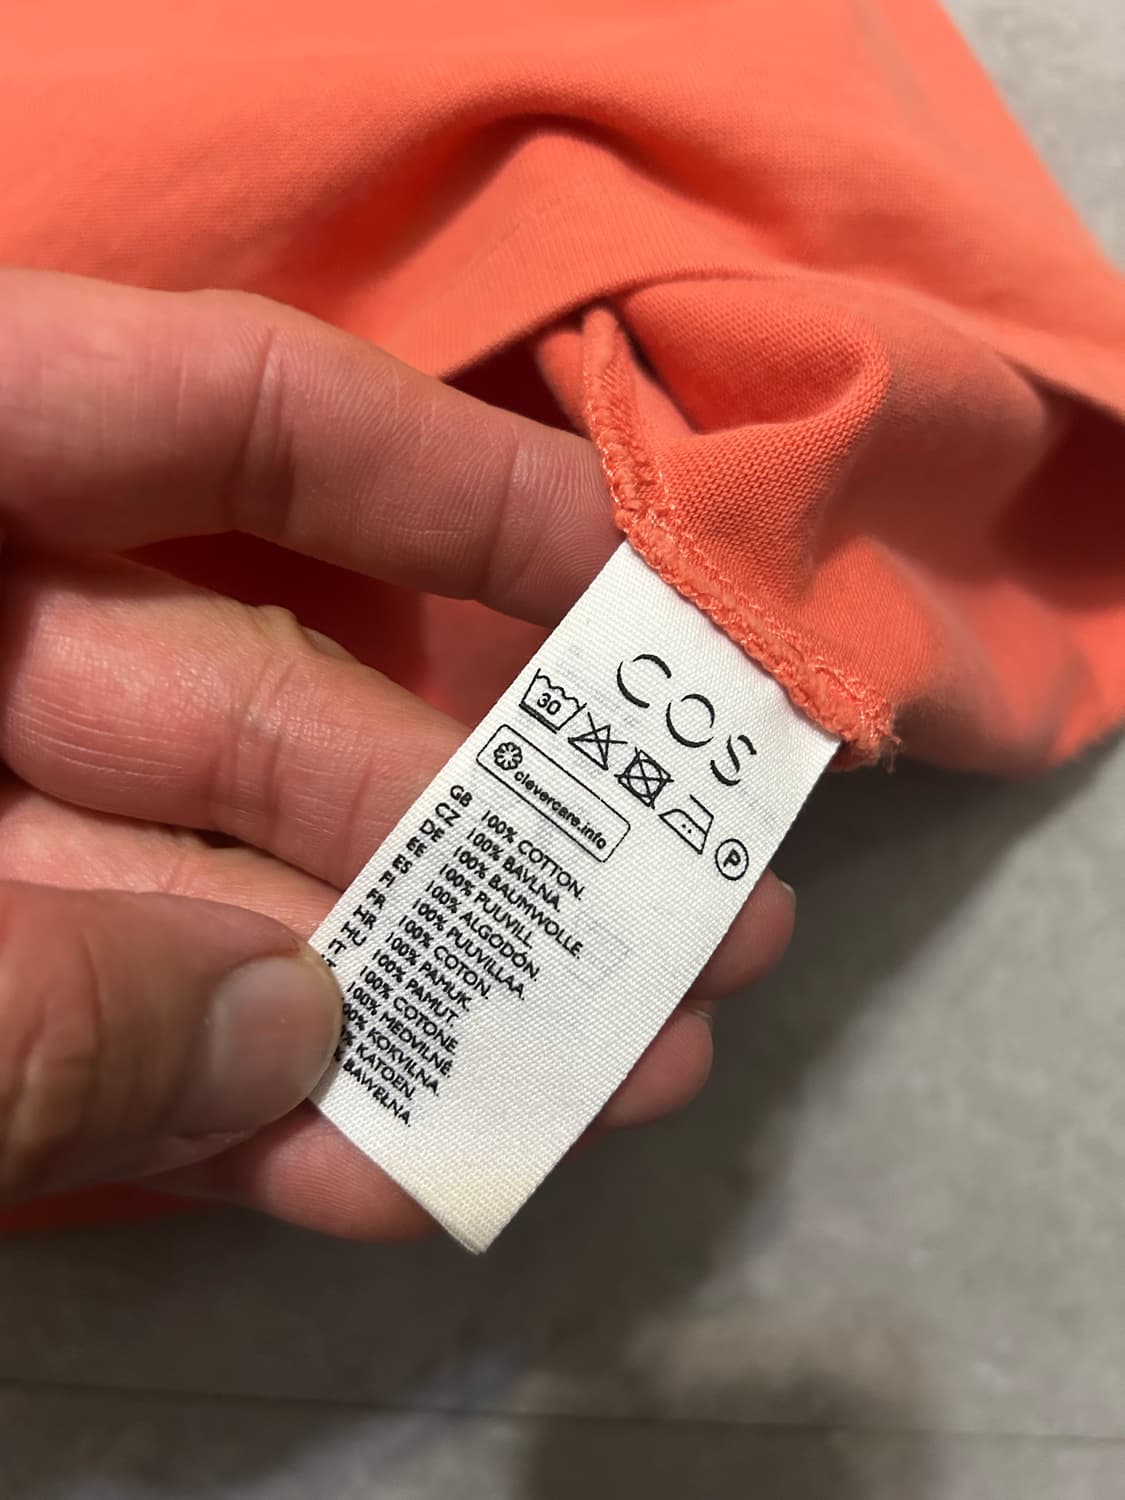 COS
30
P
clevercare.info
GB 100% COTTON.
CZ 100% BAVLNA.
DE 100% BAUMWOLLE.
EE 100% PUUVILL.
ES 100% ALGODÓN.
FI 100% PUUVILLAA.
FR 100% COTON.
HR 100% PAMUK.
HU 100% PAMUT.
IT 100% COTONE.
100% MEDVILNĖ.
00% KOKVILNA.
% KATOEN.
BAWEŁNA.